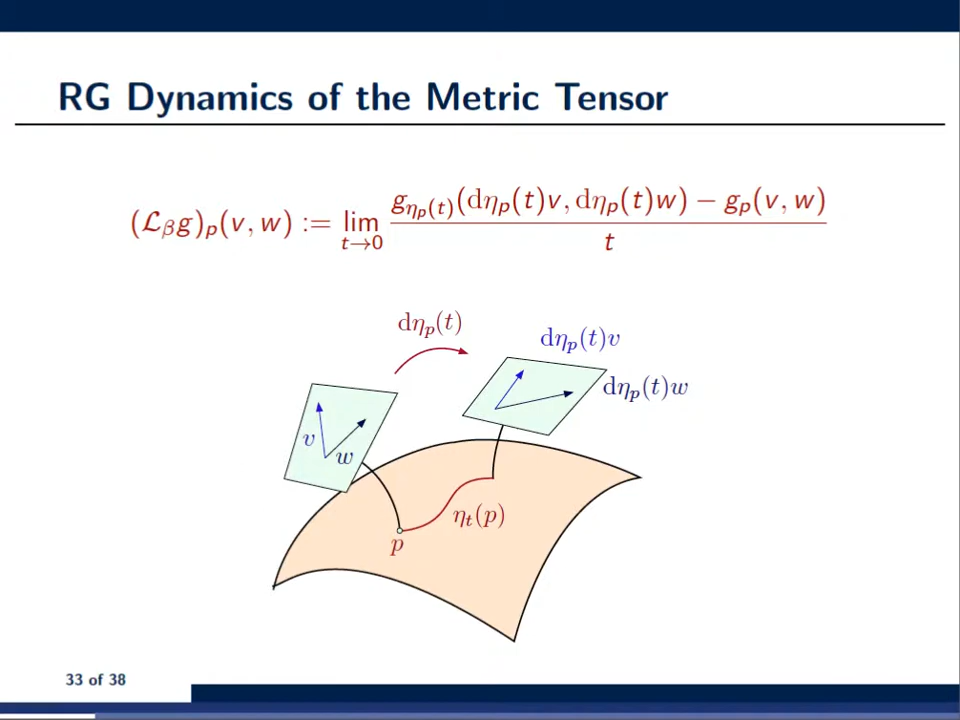 RG Dynamics of the Metric Tensor
(ℒ_β g)_p(v, w) := lim_{t→0} g_{η_p(t)}(dη_p(t)v, dη_p(t)w) − g_p(v, w) / t
dη_p(t)
dη_p(t)v
dη_p(t)w
v
w
η_t(p)
p
33 of 38